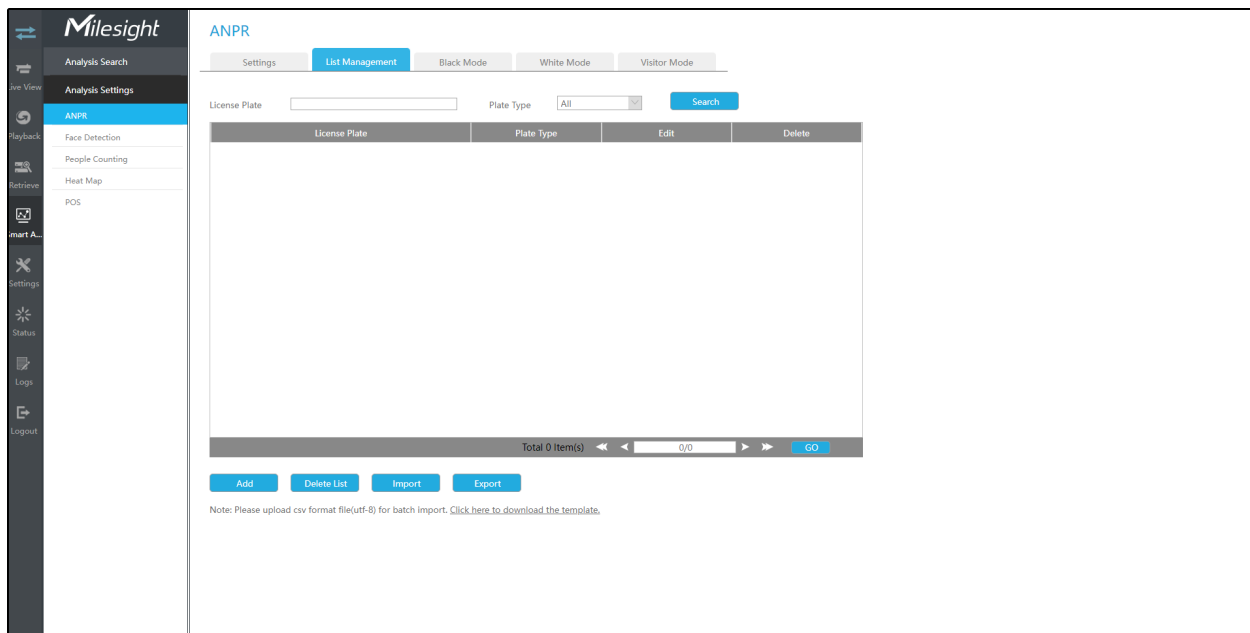 Milesight
Live View
Playback
Retrieve
Smart A...
Settings
Status
Logs
Logout
Analysis Search
Analysis Settings
ANPR
Face Detection
People Counting
Heat Map
POS
ANPR
Settings List Management Black Mode White Mode Visitor Mode
License Plate Plate Type All Search
License Plate Plate Type Edit Delete
Total 0 Item(s) 0/0 GO
Add Delete List Import Export
Note: Please upload csv format file(utf-8) for batch import. Click here to download the template.